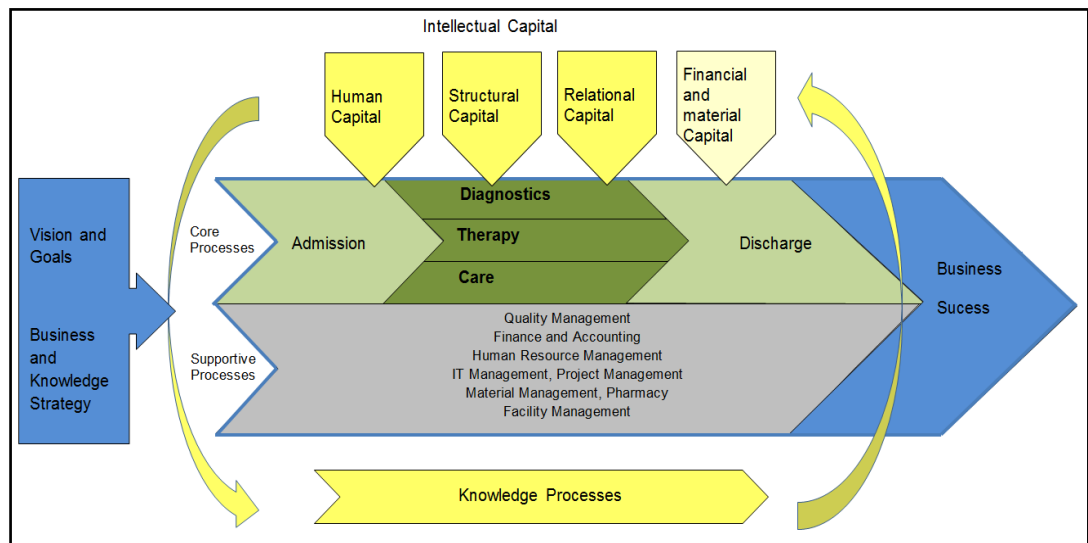 Intellectual Capital
Human
Capital
Structural
Capital
Relational
Capital
Financial
and
material
Capital
Vision and
Goals
Business
and
Knowledge
Strategy
Core
Processes
Admission
Diagnostics
Therapy
Care
Discharge
Business
Sucess
Supportive
Processes
Quality Management
Finance and Accounting
Human Resource Management
IT Management, Project Management
Material Management, Pharmacy
Facility Management
Knowledge Processes